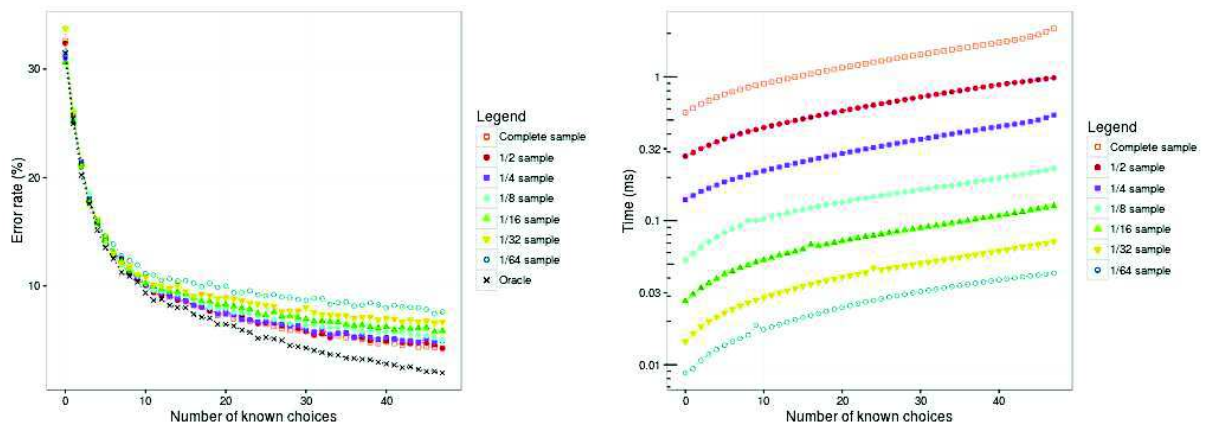 30
20
10
Error rate (%)
0
10
20
30
40
Number of known choices
Legend
Complete sample
1/2 sample
1/4 sample
1/8 sample
1/16 sample
1/32 sample
1/64 sample
Oracle
1
0.32
0.1
0.03
0.01
Time (ms)
0
10
20
30
40
Number of known choices
Legend
Complete sample
1/2 sample
1/4 sample
1/8 sample
1/16 sample
1/32 sample
1/64 sample